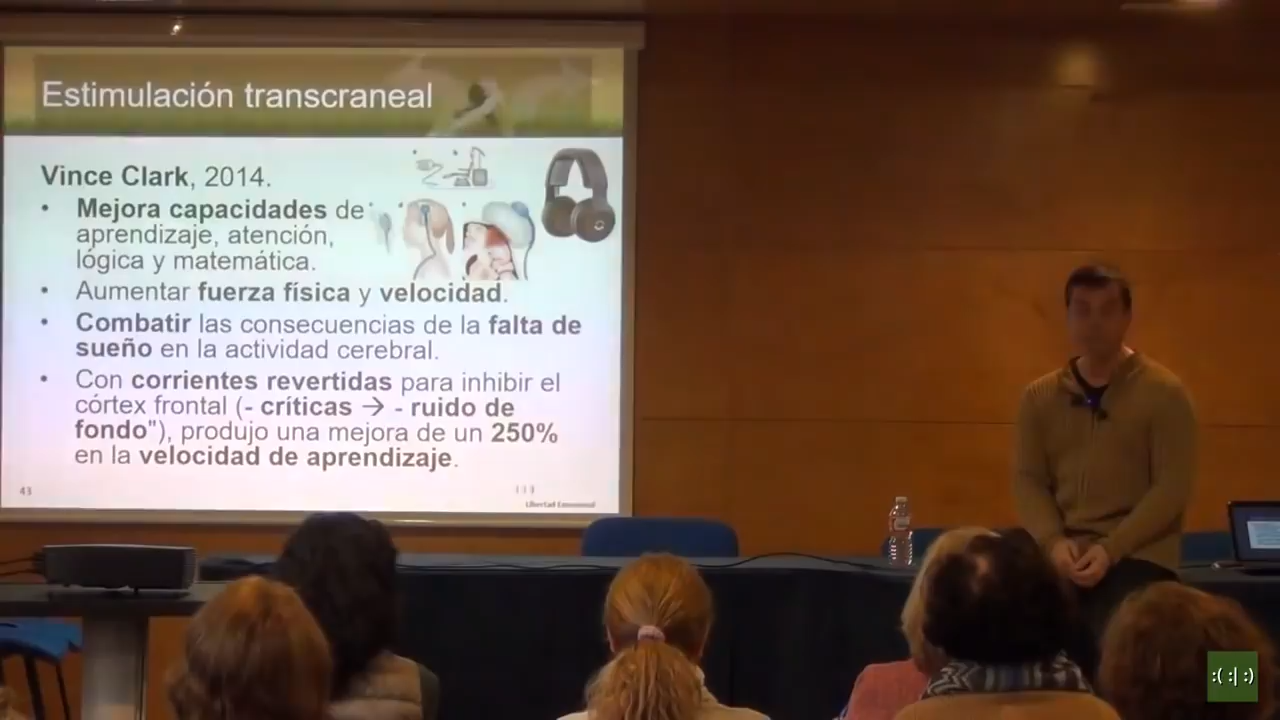 Estimulación transcraneal
Vince Clark, 2014.
• Mejora capacidades de
aprendizaje, atención,
lógica y matemática.
• Aumentar fuerza física y velocidad.
• Combatir las consecuencias de la falta de
sueño en la actividad cerebral.
• Con corrientes revertidas para inhibir el
córtex frontal (- críticas → - ruido de
fondo"), produjo una mejora de un 250%
en la velocidad de aprendizaje.
43
Libertad Emocional
:( :| :)